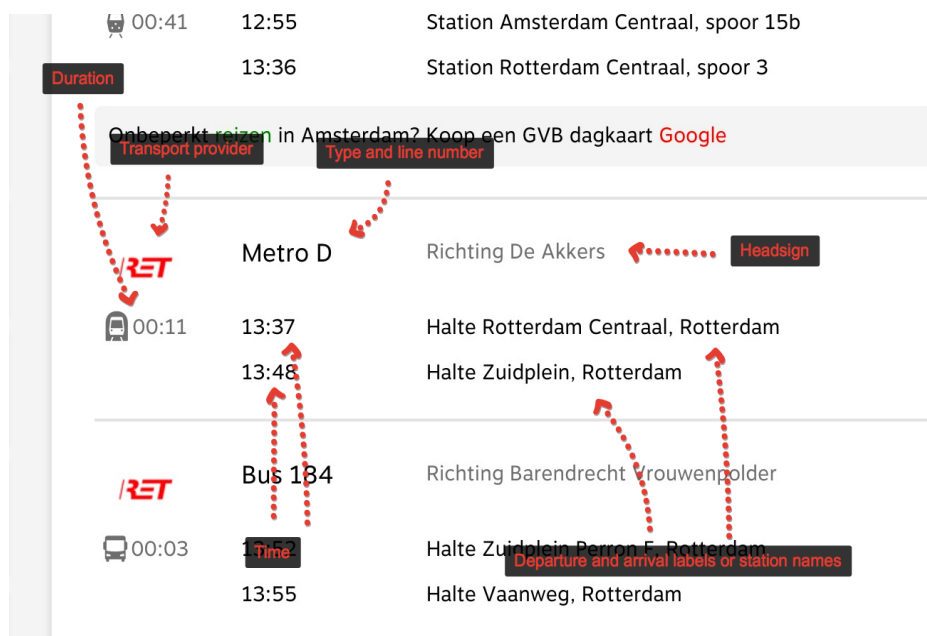 00:41 12:55 Station Amsterdam Centraal, spoor 15b
13:36 Station Rotterdam Centraal, spoor 3
Duration
Onbeperkt reizen in Amsterdam? Koop een GVB dagkaart Google
Transport provider
Type and line number
RET Metro D Richting De Akkers
Headsign
00:11 13:37 Halte Rotterdam Centraal, Rotterdam
13:48 Halte Zuidplein, Rotterdam
RET Bus 184 Richting Barendrecht Vrouwenpolder
00:03 13:52 Halte Zuidplein Perron F, Rotterdam
Time
Departure and arrival labels or station names
13:55 Halte Vaanweg, Rotterdam